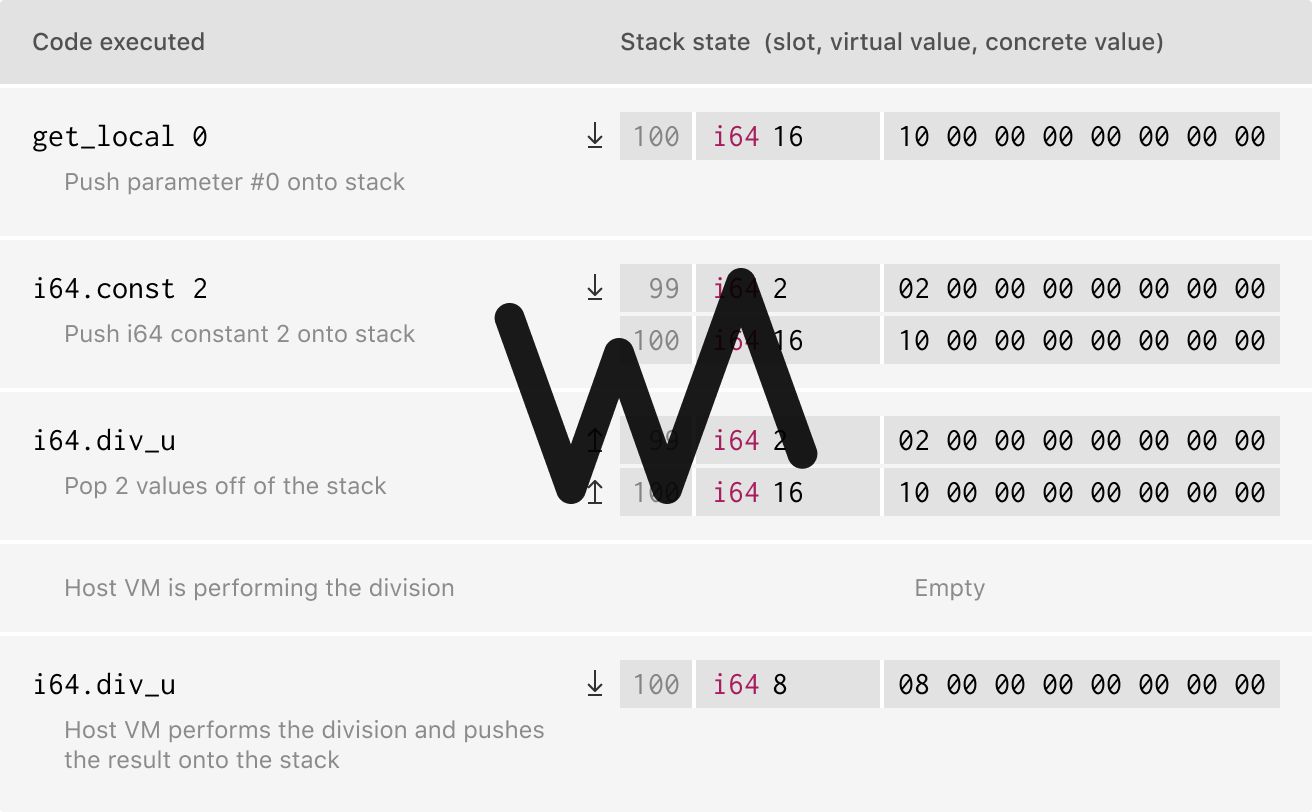 Code executed Stack state (slot, virtual value, concrete value)
get_local 0 ↓ 100 i64 16 10 00 00 00 00 00 00 00
Push parameter #0 onto stack
i64.const 2 ↓ 99 i64 2 02 00 00 00 00 00 00 00
Push i64 constant 2 onto stack 100 i64 16 10 00 00 00 00 00 00 00
i64.div_u ↑ 99 i64 2 02 00 00 00 00 00 00 00
Pop 2 values off of the stack ↑ 100 i64 16 10 00 00 00 00 00 00 00
Host VM is performing the division Empty
i64.div_u ↓ 100 i64 8 08 00 00 00 00 00 00 00
Host VM performs the division and pushes
the result onto the stack